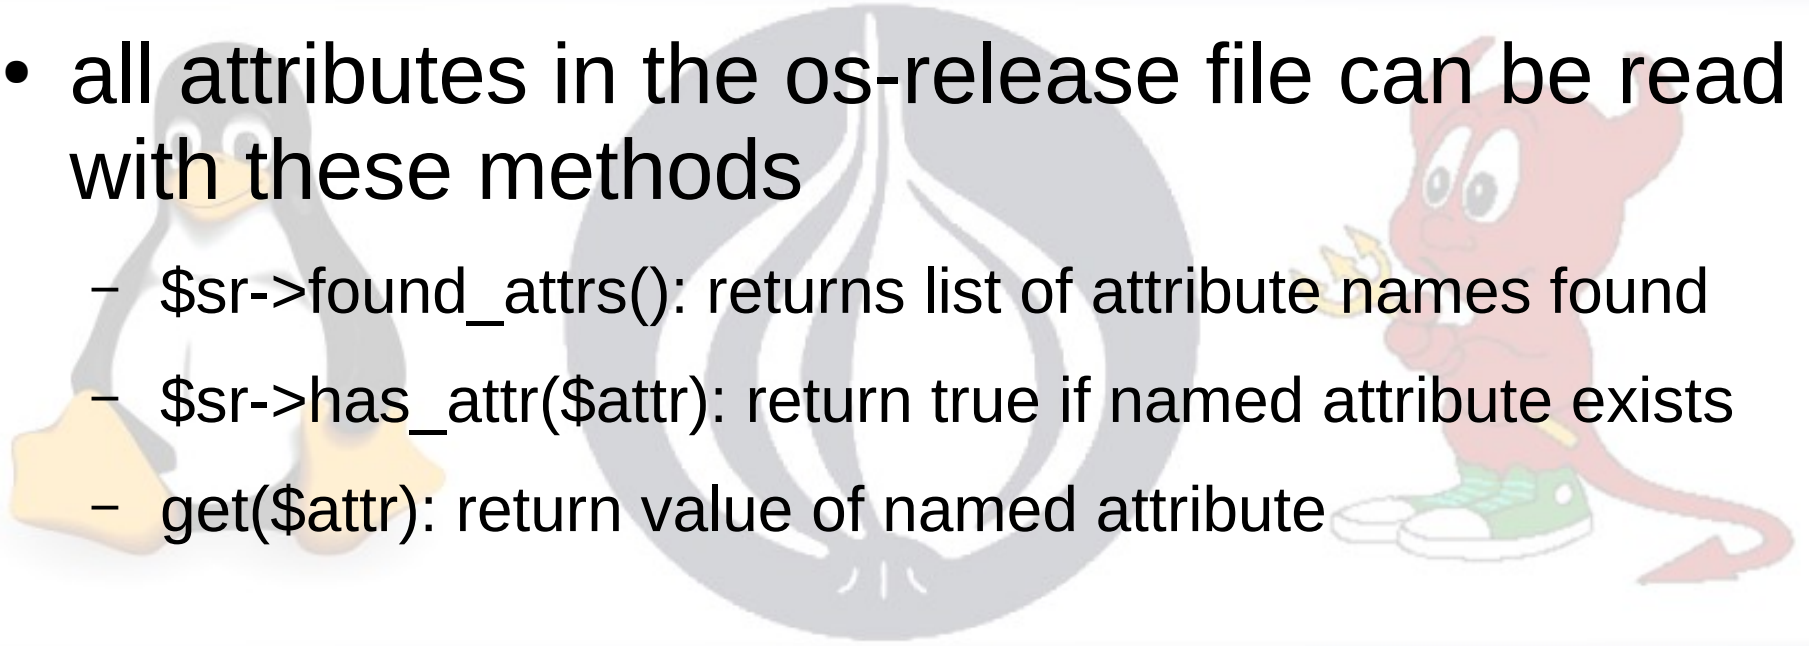 • all attributes in the os-release file can be read
with these methods
– $sr->found_attrs(): returns list of attribute names found
– $sr->has_attr($attr): return true if named attribute exists
– get($attr): return value of named attribute